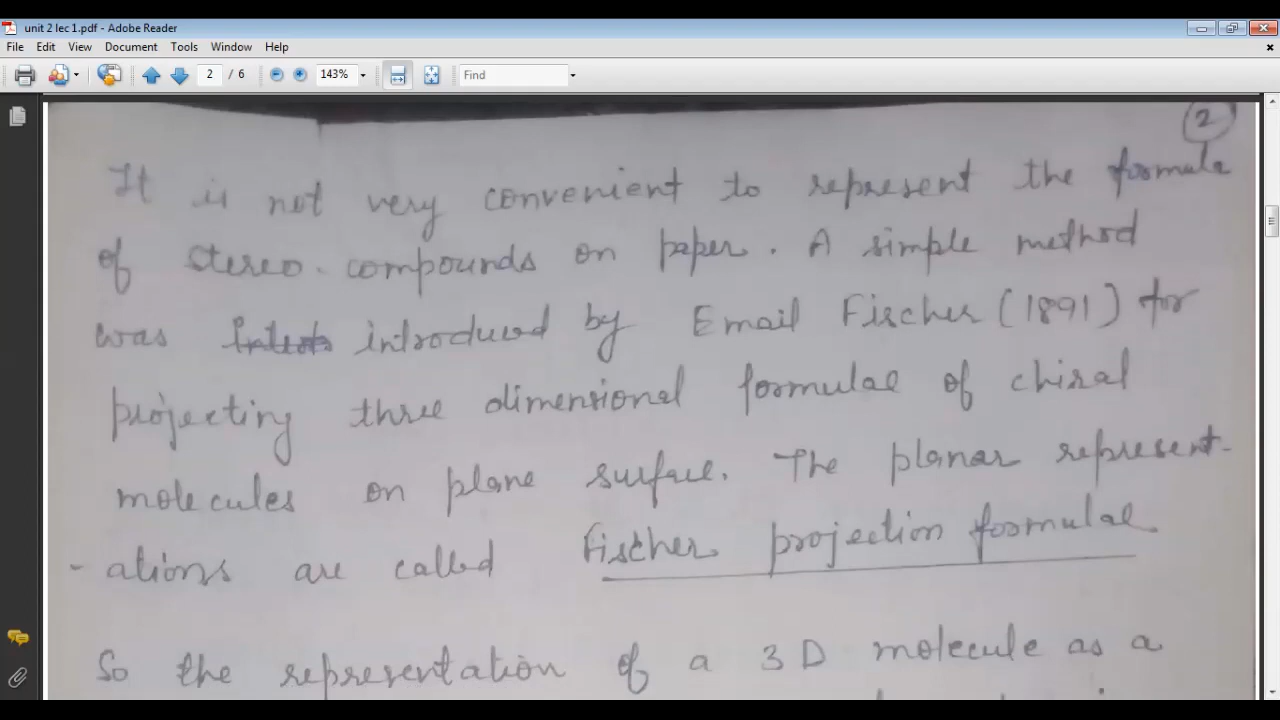 unit 2 lec 1.pdf - Adobe Reader
File Edit View Document Tools Window Help
2 / 6 143% Find
2
It is not very convenient to represent the formula
of stereo-compounds on paper. A simple method
was introduced by Email Fischer (1891) for
projecting three dimensional formulae of chiral
molecules on plane surface. The planar represent-
-ations are called Fischer projection formulae
So the representation of a 3D molecule as a